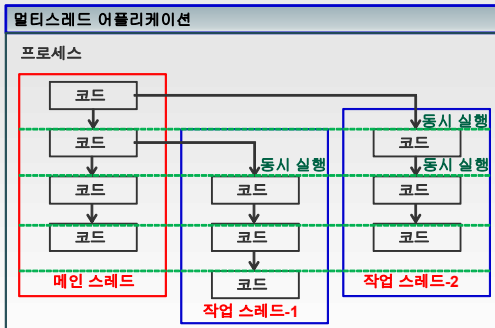 멀티스레드 어플리케이션
프로세스
코드
동시 실행
코드
코드
동시 실행
동시 실행
코드
코드
코드
코드
코드
코드
코드
메인 스레드
코드
작업 스레드-2
작업 스레드-1